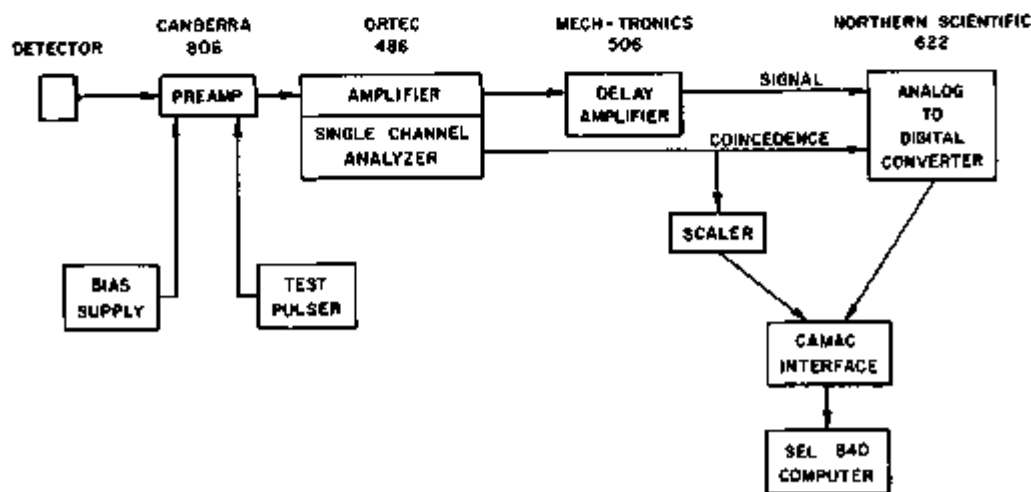 CANBERRA
806
ORTEC
486
MECH-TRONICS
506
NORTHERN SCIENTIFIC
622
DETECTOR
PREAMP
AMPLIFIER
SINGLE CHANNEL
ANALYZER
DELAY
AMPLIFIER
SIGNAL
COINCEDENCE
ANALOG
TO
DIGITAL
CONVERTER
SCALER
BIAS
SUPPLY
TEST
PULSER
CAMAC
INTERFACE
SEL 840
COMPUTER